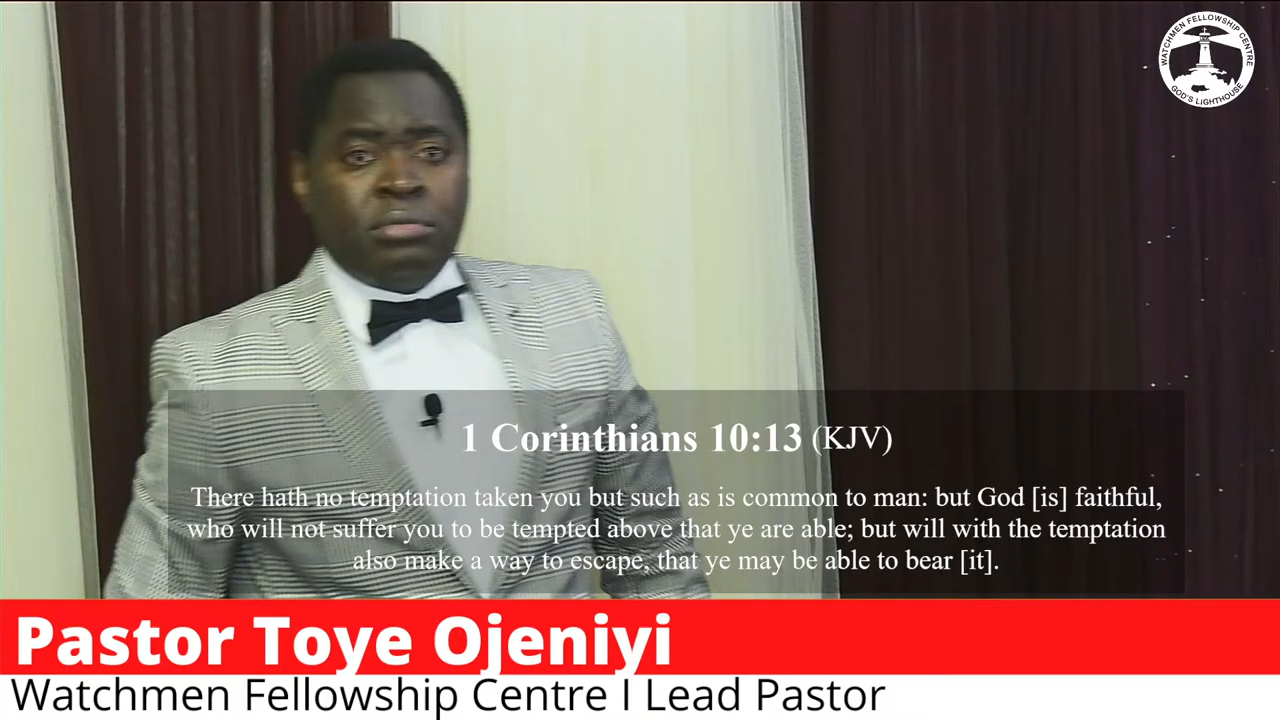 WATCHMEN FELLOWSHIP CENTRE
GOD'S LIGHTHOUSE
1 Corinthians 10:13 (KJV)
There hath no temptation taken you but such as is common to man: but God [is] faithful,
who will not suffer you to be tempted above that ye are able; but will with the temptation
also make a way to escape, that ye may be able to bear [it].
Pastor Toye Ojeniyi
Watchmen Fellowship Centre I Lead Pastor